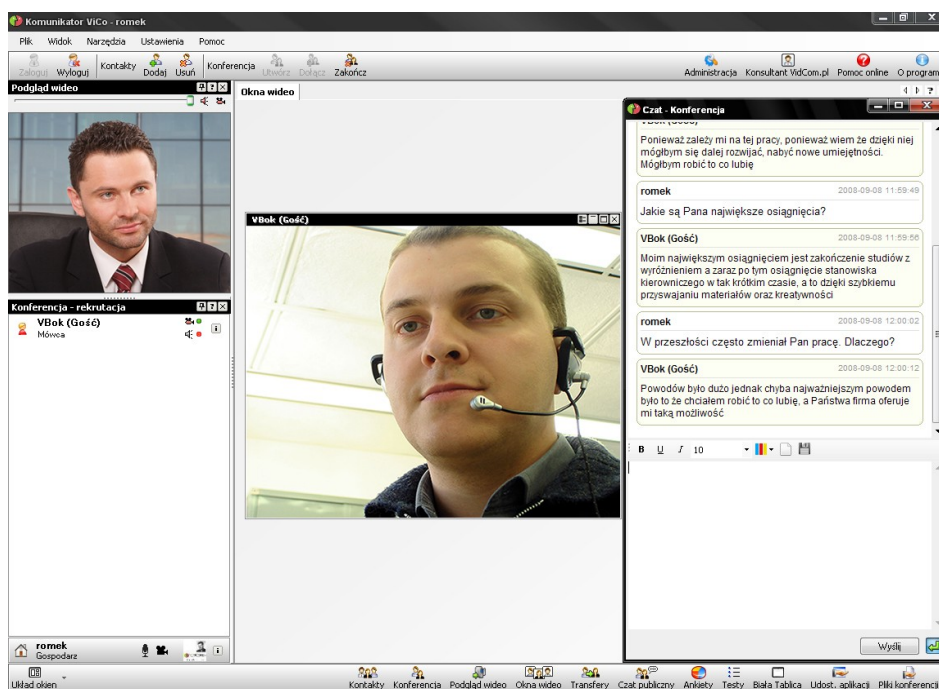 Komunikator ViCo - romek
Plik Widok Narzędzia Ustawienia Pomoc
Zaloguj Wyloguj Kontakty Dodaj Usuń Konferencja Utwórz Dołącz Zakończ Administracja Konsultant VidCom.pl Pomoc online O program
Podgląd wideo
Okna wideo
VBok (Gość)
Konferencja - rekrutacja
VBok (Gość)
Mówca
romek
Gospodarz
Czat - Konferencja
VBok (Gość)
Ponieważ zależy mi na tej pracy, ponieważ wiem że dzięki niej
mógłbym się dalej rozwijać, nabyć nowe umiejętności.
Mógłbym robić to co lubię
romek 2008-09-08 11:59:49
Jakie są Pana największe osiągnięcia?
VBok (Gość) 2008-09-08 11:59:56
Moim największym osiągnięciem jest zakończenie studiów z
wyróżnieniem a zaraz po tym osiągnięcie stanowiska
kierowniczego w tak krótkim czasie, a to dzięki szybkiemu
przyswajaniu materiałów oraz kreatywności
romek 2008-09-08 12:00:02
W przeszłości często zmieniał Pan pracę. Dlaczego?
VBok (Gość) 2008-09-08 12:00:12
Powodów było dużo jednak chyba najważniejszym powodem
było to że chciałem robić to co lubię, a Państwa firma oferuje
mi taką możliwość
B U I 10
Wyślij
Układ okien Kontakty Konferencja Podgląd wideo Okna wideo Transfery Czat publiczny Ankiety Testy Biała Tablica Udost. aplikacji Pliki konferencji